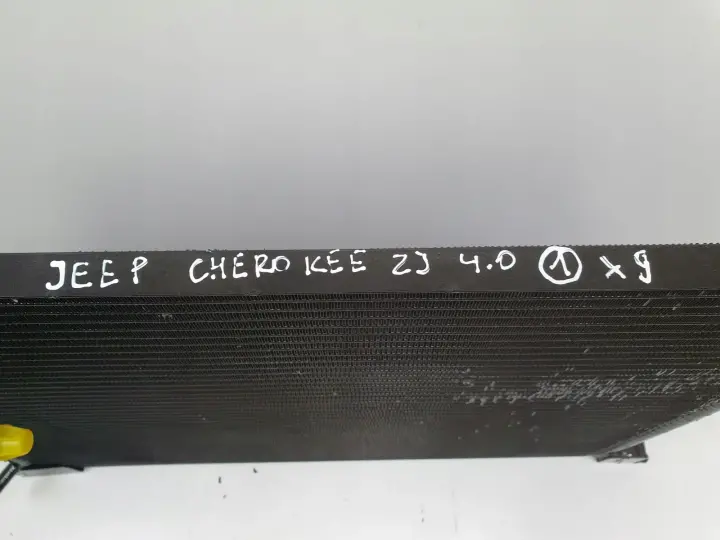 JEEP CHEROKEE ZJ 4.0 ① X9